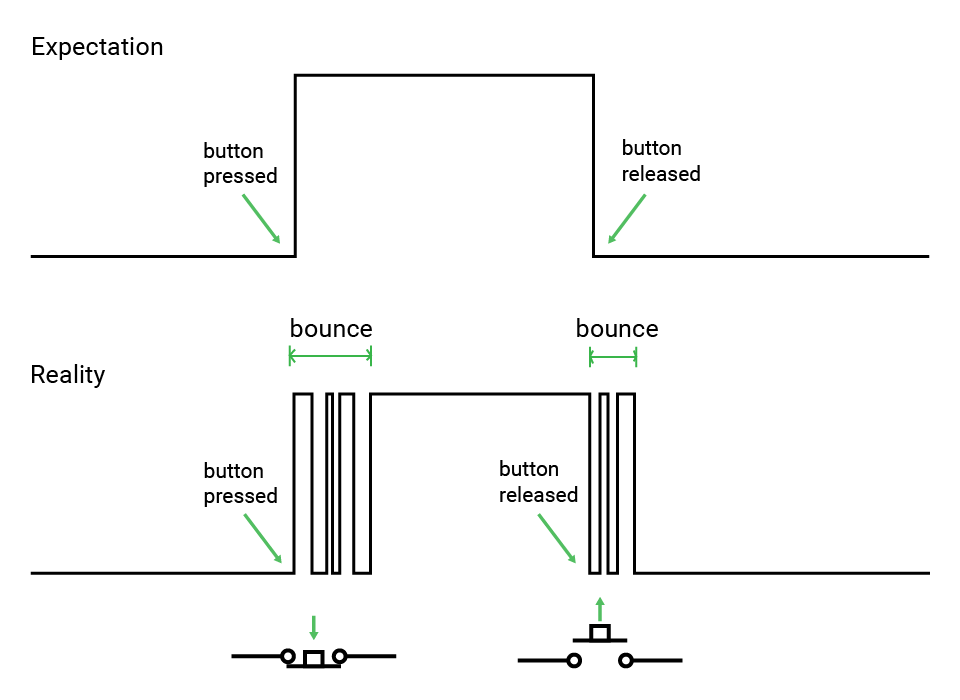 Expectation
button
pressed
button
released
bounce
bounce
Reality
button
pressed
button
released